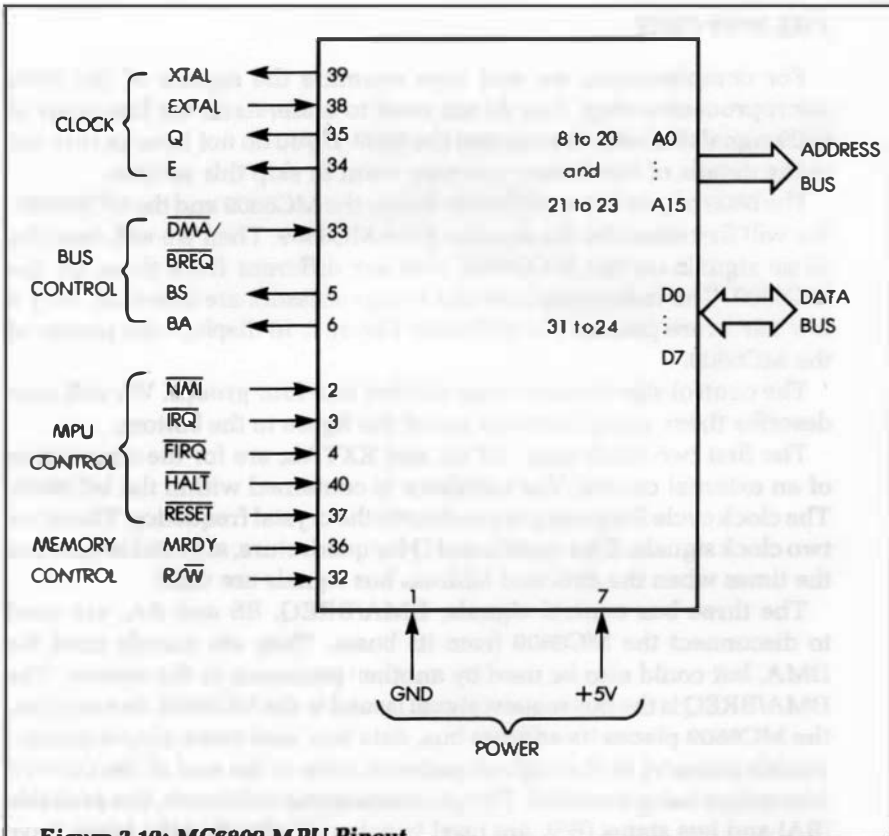 XTAL 39
EXTAL 38
CLOCK
Q 35
E 34
8 to 20 A0
and
21 to 23 A15
ADDRESS
BUS
DMA/
BREQ 33
BUS
CONTROL
BS 5
BA 6
D0
31 to 24
D7
DATA
BUS
NMI 2
IRQ 3
MPU
CONTROL
FIRQ 4
HALT 40
RESET 37
MEMORY
CONTROL
MRDY 36
R/W 32
1 7
GND +5V
POWER
MC6809 MPU Pinout